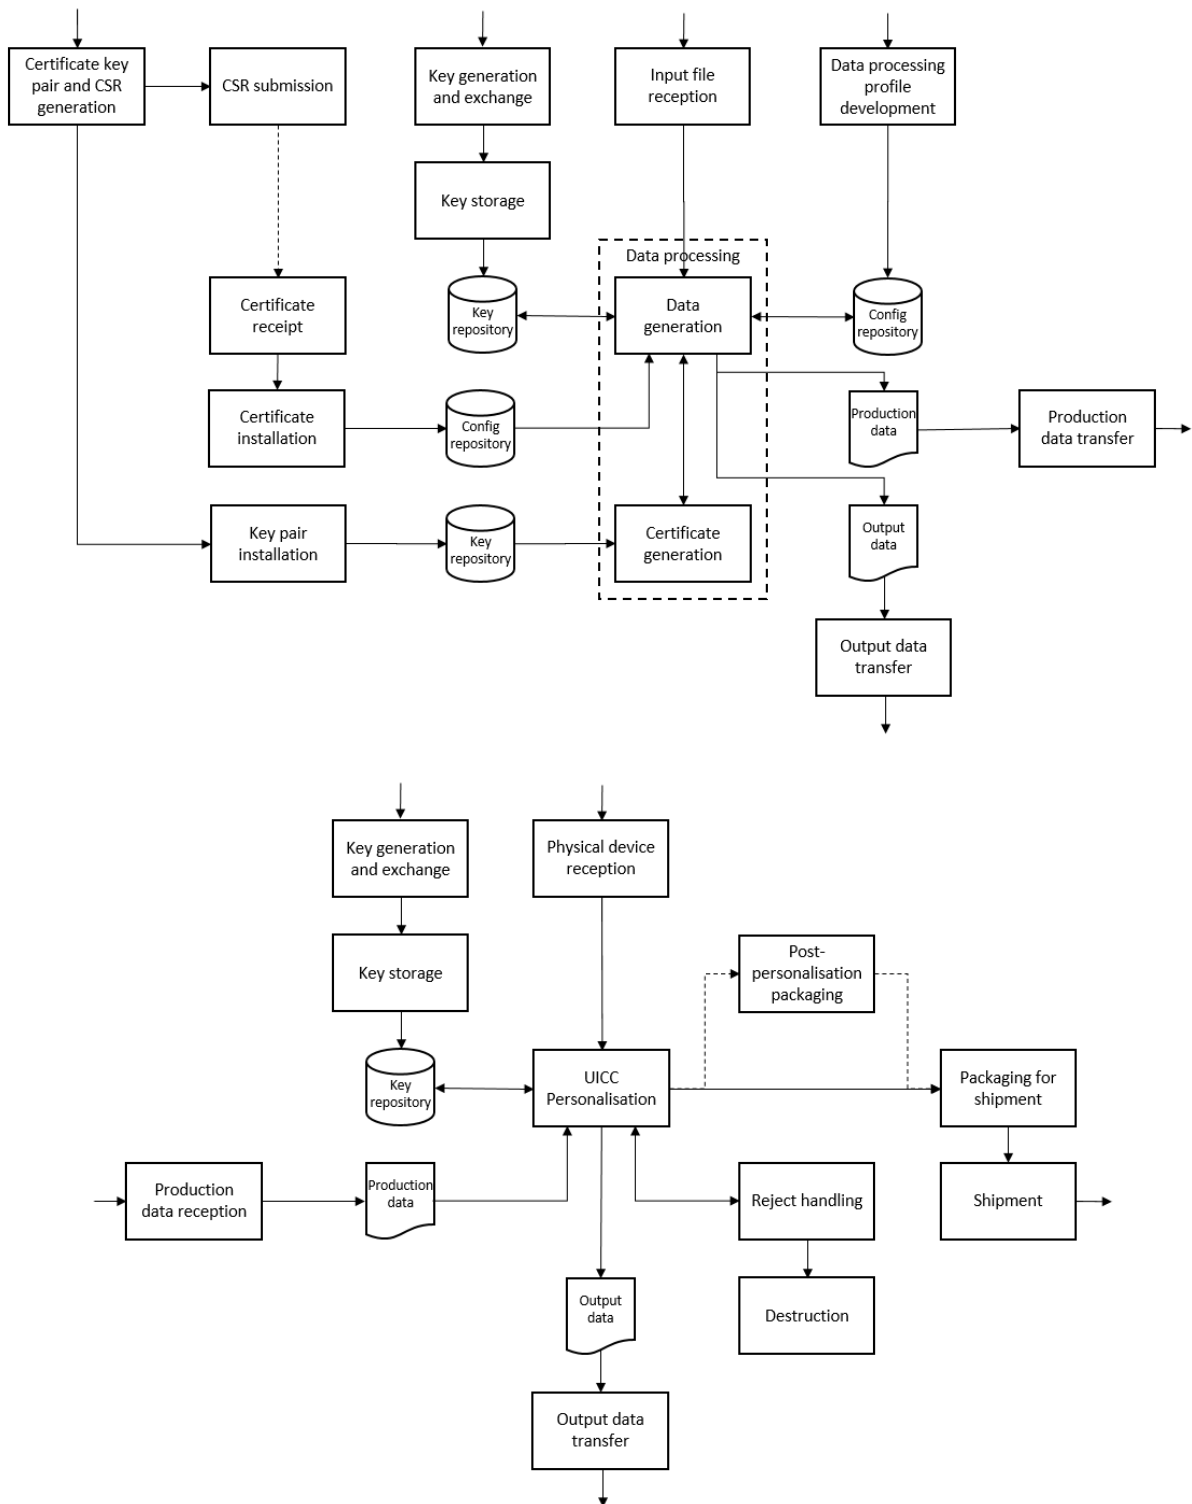 Certificate key
pair and CSR
generation
CSR submission
Key generation
and exchange
Input file
reception
Data processing
profile
development
Key storage
Data processing
Certificate
receipt
Key
repository
Data
generation
Config
repository
Certificate
installation
Config
repository
Production
data
Production
data transfer
Key pair
installation
Key
repository
Certificate
generation
Output
data
Output data
transfer
Key generation
and exchange
Physical device
reception
Key storage
Post-
personalisation
packaging
Key
repository
UICC
Personalisation
Packaging for
shipment
Production
data reception
Production
data
Reject handling
Shipment
Output
data
Destruction
Output data
transfer